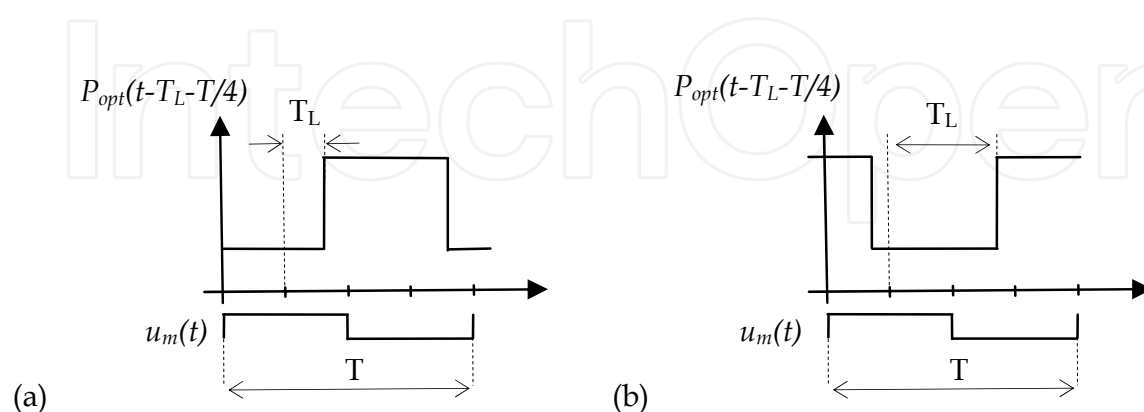 IntechOpen
P_opt(t-T_L-T/4)
T_L
u_m(t)
T
(a)
P_opt(t-T_L-T/4)
T_L
u_m(t)
T
(b)